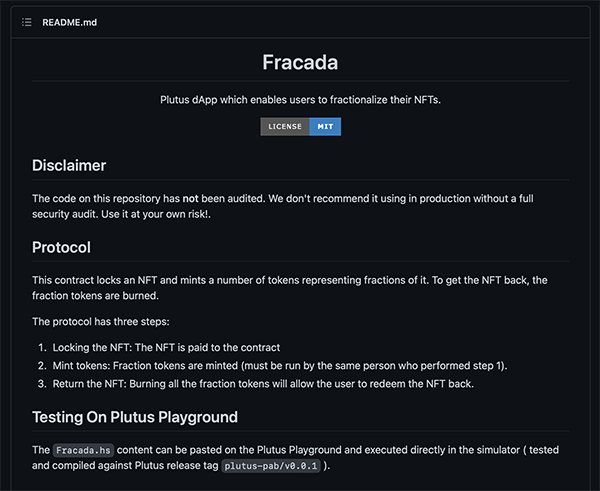 README.md
Fracada
Plutus dApp which enables users to fractionalize their NFTs.
LICENSE MIT
Disclaimer
The code on this repository has not been audited. We don't recommend it using in production without a full
security audit. Use it at your own risk!.
Protocol
This contract locks an NFT and mints a number of tokens representing fractions of it. To get the NFT back, the
fraction tokens are burned.
The protocol has three steps:
1. Locking the NFT: The NFT is paid to the contract
2. Mint tokens: Fraction tokens are minted (must be run by the same person who performed step 1).
3. Return the NFT: Burning all the fraction tokens will allow the user to redeem the NFT back.
Testing On Plutus Playground
The Fracada.hs content can be pasted on the Plutus Playground and executed directly in the simulator ( tested
and compiled against Plutus release tag plutus-pab/v0.0.1 ).